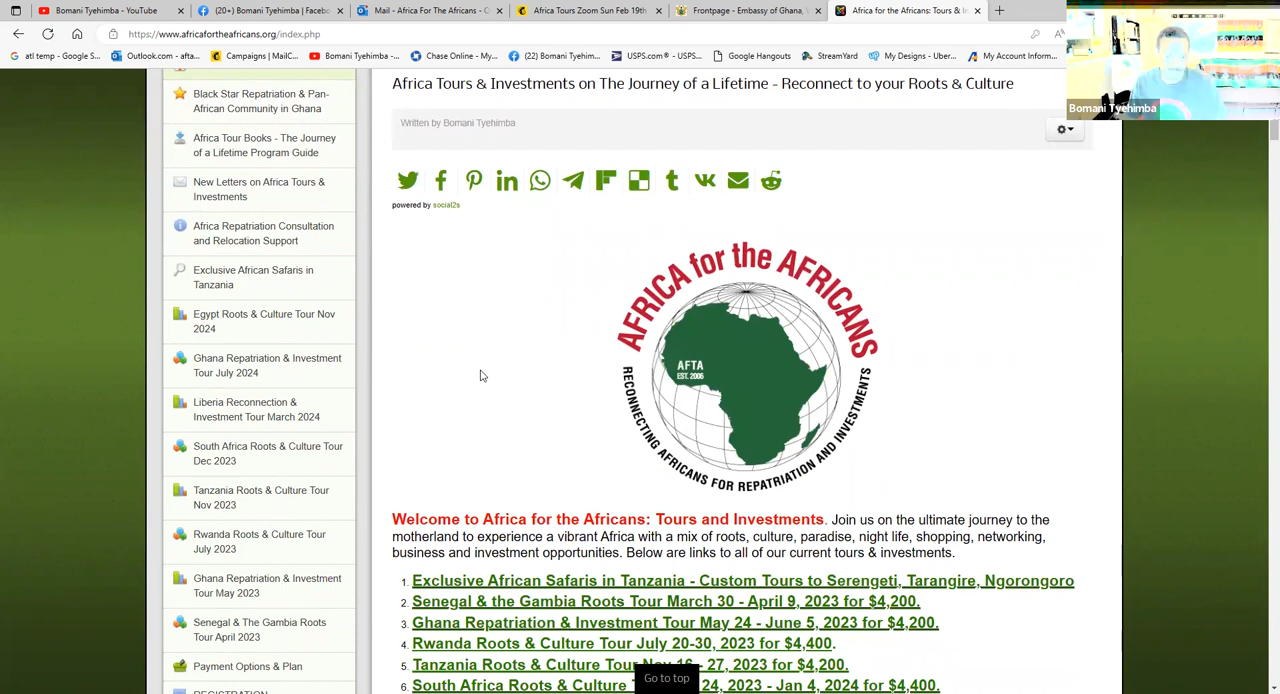 Bomani Tyehimba - YouTube
(20+) Bomani Tyehimba | Facebo
Mail - Africa For The Africans - O
Africa Tours Zoom Sun Feb 19th
Frontpage - Embassy of Ghana,
Africa for the Africans: Tours & In
https://www.africafortheafricans.org/index.php
atl temp - Google S...
Outlook.com - afta...
Campaigns | MailC...
Bomani Tyehimba -...
Chase Online - My...
(22) Bomani Tyehim...
USPS.com® - USPS...
Google Hangouts
StreamYard
My Designs - Uber...
My Account Inform...
Bomani Tyehimba
Black Star Repatriation & Pan-
African Community in Ghana
Africa Tour Books - The Journey
of a Lifetime Program Guide
New Letters on Africa Tours &
Investments
Africa Repatriation Consultation
and Relocation Support
Exclusive African Safaris in
Tanzania
Egypt Roots & Culture Tour Nov
2024
Ghana Repatriation & Investment
Tour July 2024
Liberia Reconnection &
Investment Tour March 2024
South Africa Roots & Culture Tour
Dec 2023
Tanzania Roots & Culture Tour
Nov 2023
Rwanda Roots & Culture Tour
July 2023
Ghana Repatriation & Investment
Tour May 2023
Senegal & The Gambia Roots
Tour April 2023
Payment Options & Plan
REGISTRATION
Africa Tours & Investments on The Journey of a Lifetime - Reconnect to your Roots & Culture
Written by Bomani Tyehimba
powered by social2s
AFRICA for the AFRICANS
AFTA
EST. 2006
RECONNECTING AFRICANS FOR REPATRIATION AND INVESTMENTS
Welcome to Africa for the Africans: Tours and Investments. Join us on the ultimate journey to the
motherland to experience a vibrant Africa with a mix of roots, culture, paradise, night life, shopping, networking,
business and investment opportunities. Below are links to all of our current tours & investments.
1. Exclusive African Safaris in Tanzania - Custom Tours to Serengeti, Tarangire, Ngorongoro
2. Senegal & the Gambia Roots Tour March 30 - April 9, 2023 for $4,200.
3. Ghana Repatriation & Investment Tour May 24 - June 5, 2023 for $4,200.
4. Rwanda Roots & Culture Tour July 20-30, 2023 for $4,400.
5. Tanzania Roots & Culture Tour Nov 16 - 27, 2023 for $4,200.
6. South Africa Roots & Culture 24, 2023 - Jan 4, 2024 for $4,400.
Go to top